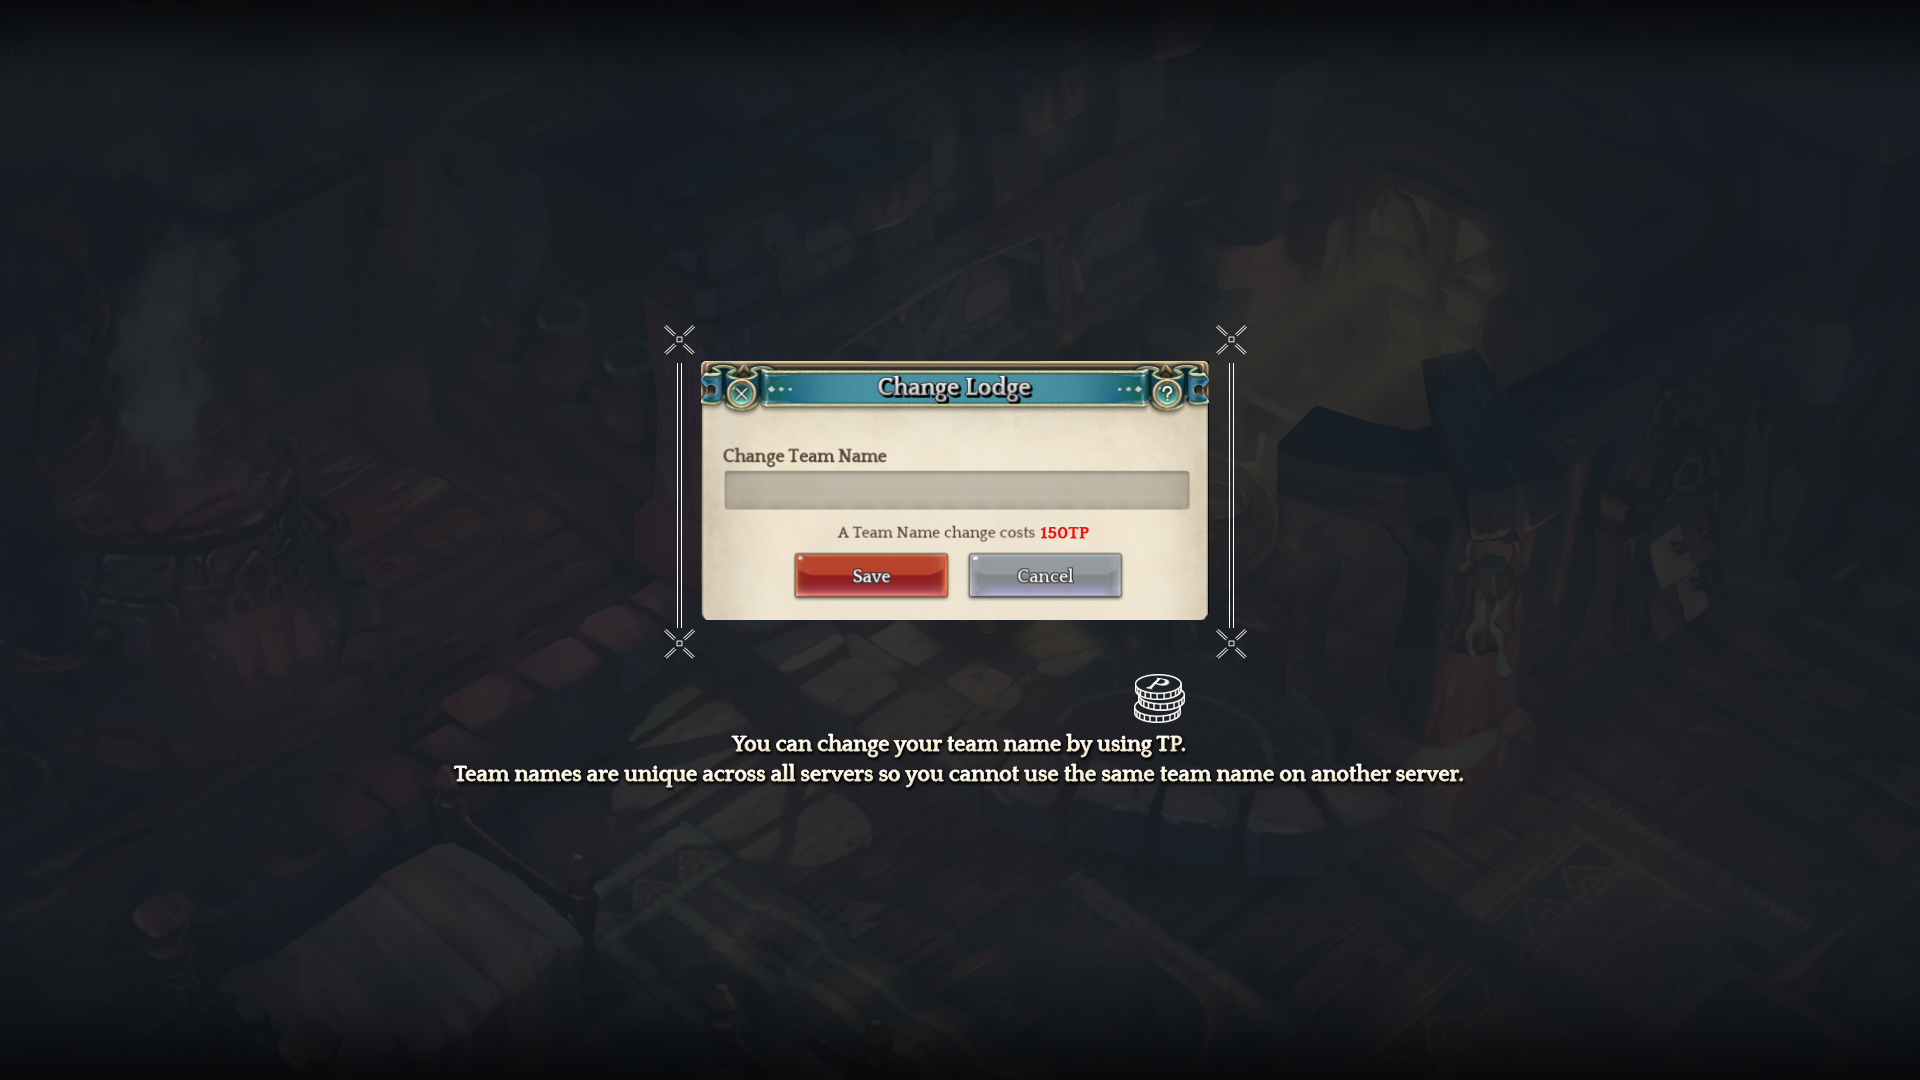 Change Lodge
Change Team Name
A Team Name change costs 150TP
Save
Cancel
P
You can change your team name by using TP.
Team names are unique across all servers so you cannot use the same team name on another server.